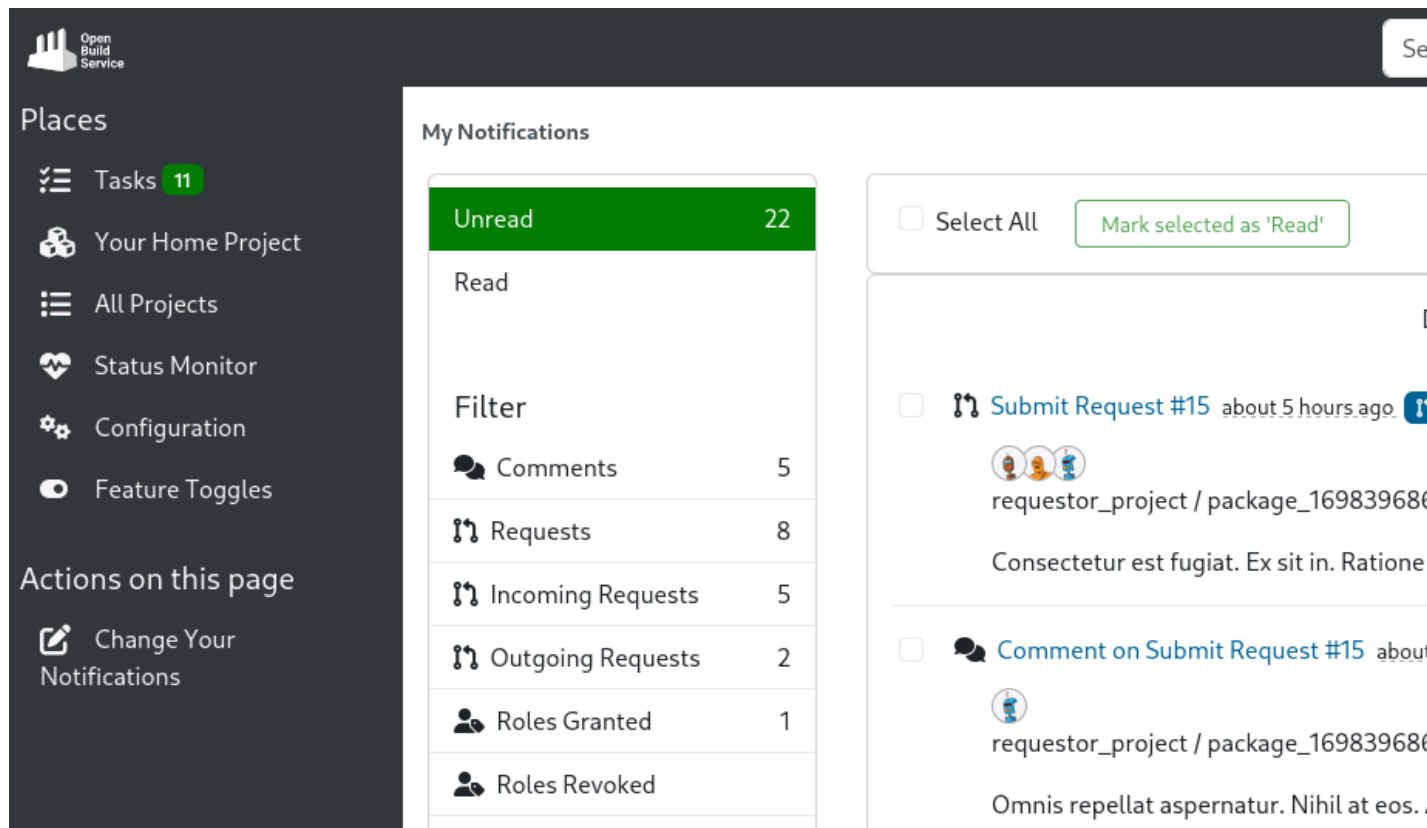 Open
Build
Service
Places
Tasks 11
Your Home Project
All Projects
Status Monitor
Configuration
Feature Toggles
Actions on this page
Change Your
Notifications
My Notifications
Unread 22
Read
Filter
Comments 5
Requests 8
Incoming Requests 5
Outgoing Requests 2
Roles Granted 1
Roles Revoked
Select All Mark selected as 'Read'
Submit Request #15 about 5 hours ago
requestor_project / package_169839686
Consectetur est fugiat. Ex sit in. Ratione
Comment on Submit Request #15 about
requestor_project / package_169839686
Omnis repellat aspernatur. Nihil at eos.